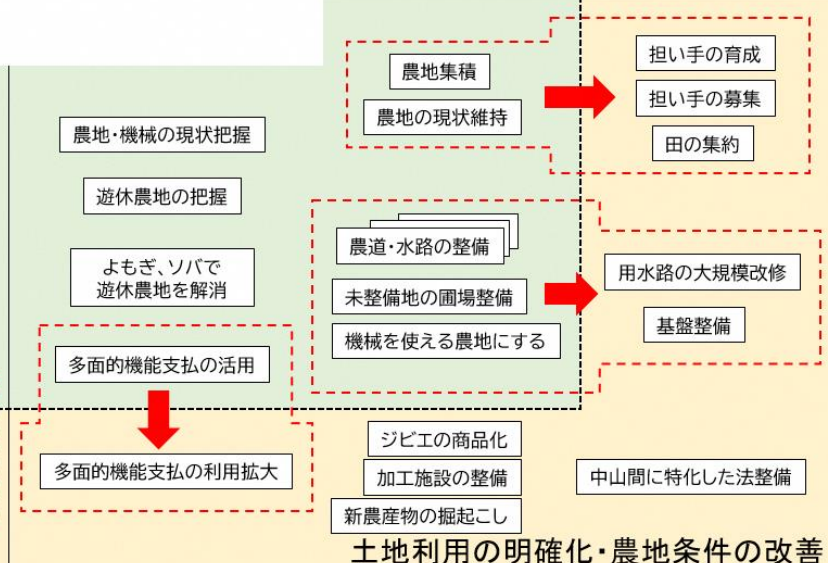 農地集積
農地の現状維持
担い手の育成
担い手の募集
田の集約
農地・機械の現状把握
遊休農地の把握
よもぎ、ソバで
遊休農地を解消
農道・水路の整備
未整備地の圃場整備
機械を使える農地にする
用水路の大規模改修
基盤整備
多面的機能支払の活用
多面的機能支払の利用拡大
ジビエの商品化
加工施設の整備
新農産物の掘起こし
中山間に特化した法整備
土地利用の明確化・農地条件の改善